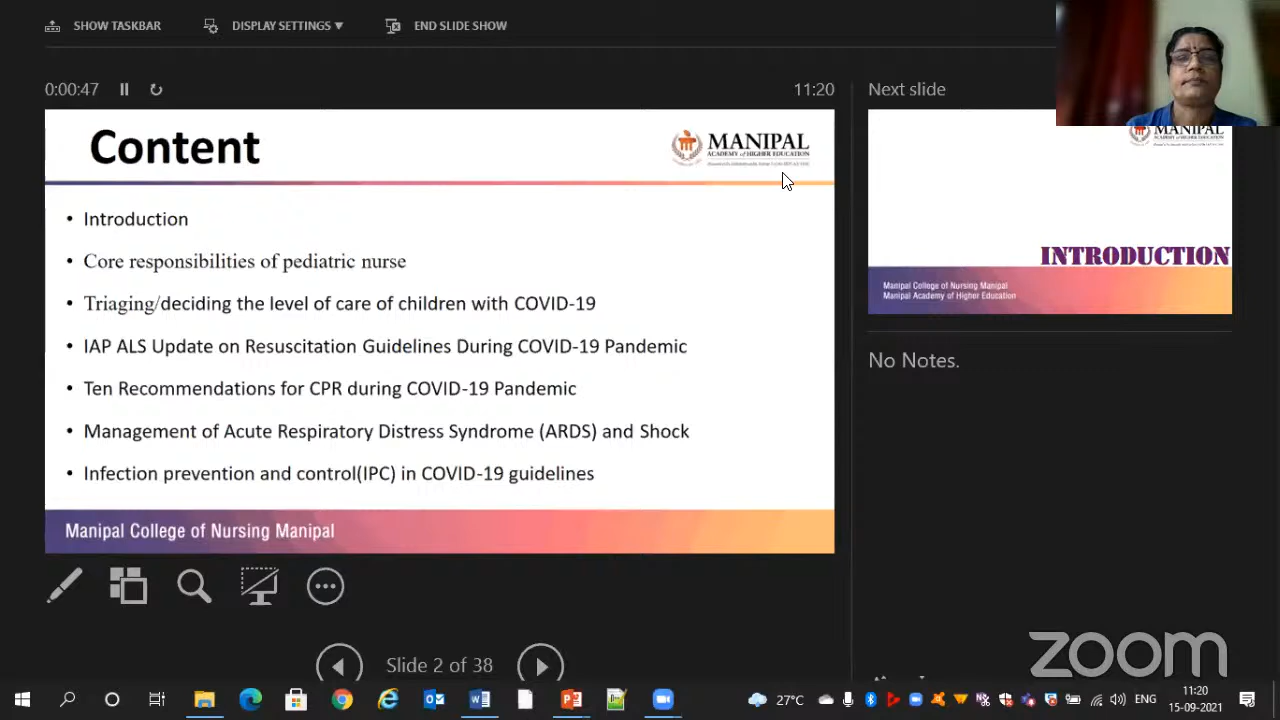 SHOW TASKBAR
DISPLAY SETTINGS
END SLIDE SHOW
0:00:47
11:20
Content
MANIPAL
ACADEMY of HIGHER EDUCATION
• Introduction
• Core responsibilities of pediatric nurse
• Triaging/deciding the level of care of children with COVID-19
• IAP ALS Update on Resuscitation Guidelines During COVID-19 Pandemic
• Ten Recommendations for CPR during COVID-19 Pandemic
• Management of Acute Respiratory Distress Syndrome (ARDS) and Shock
• Infection prevention and control(IPC) in COVID-19 guidelines
Manipal College of Nursing Manipal
Slide 2 of 38
Next slide
MANIPAL
ACADEMY of HIGHER EDUCATION
INTRODUCTION
Manipal College of Nursing Manipal
Manipal Academy of Higher Education
No Notes.
zoom
27°C
ENG
11:20
15-09-2021